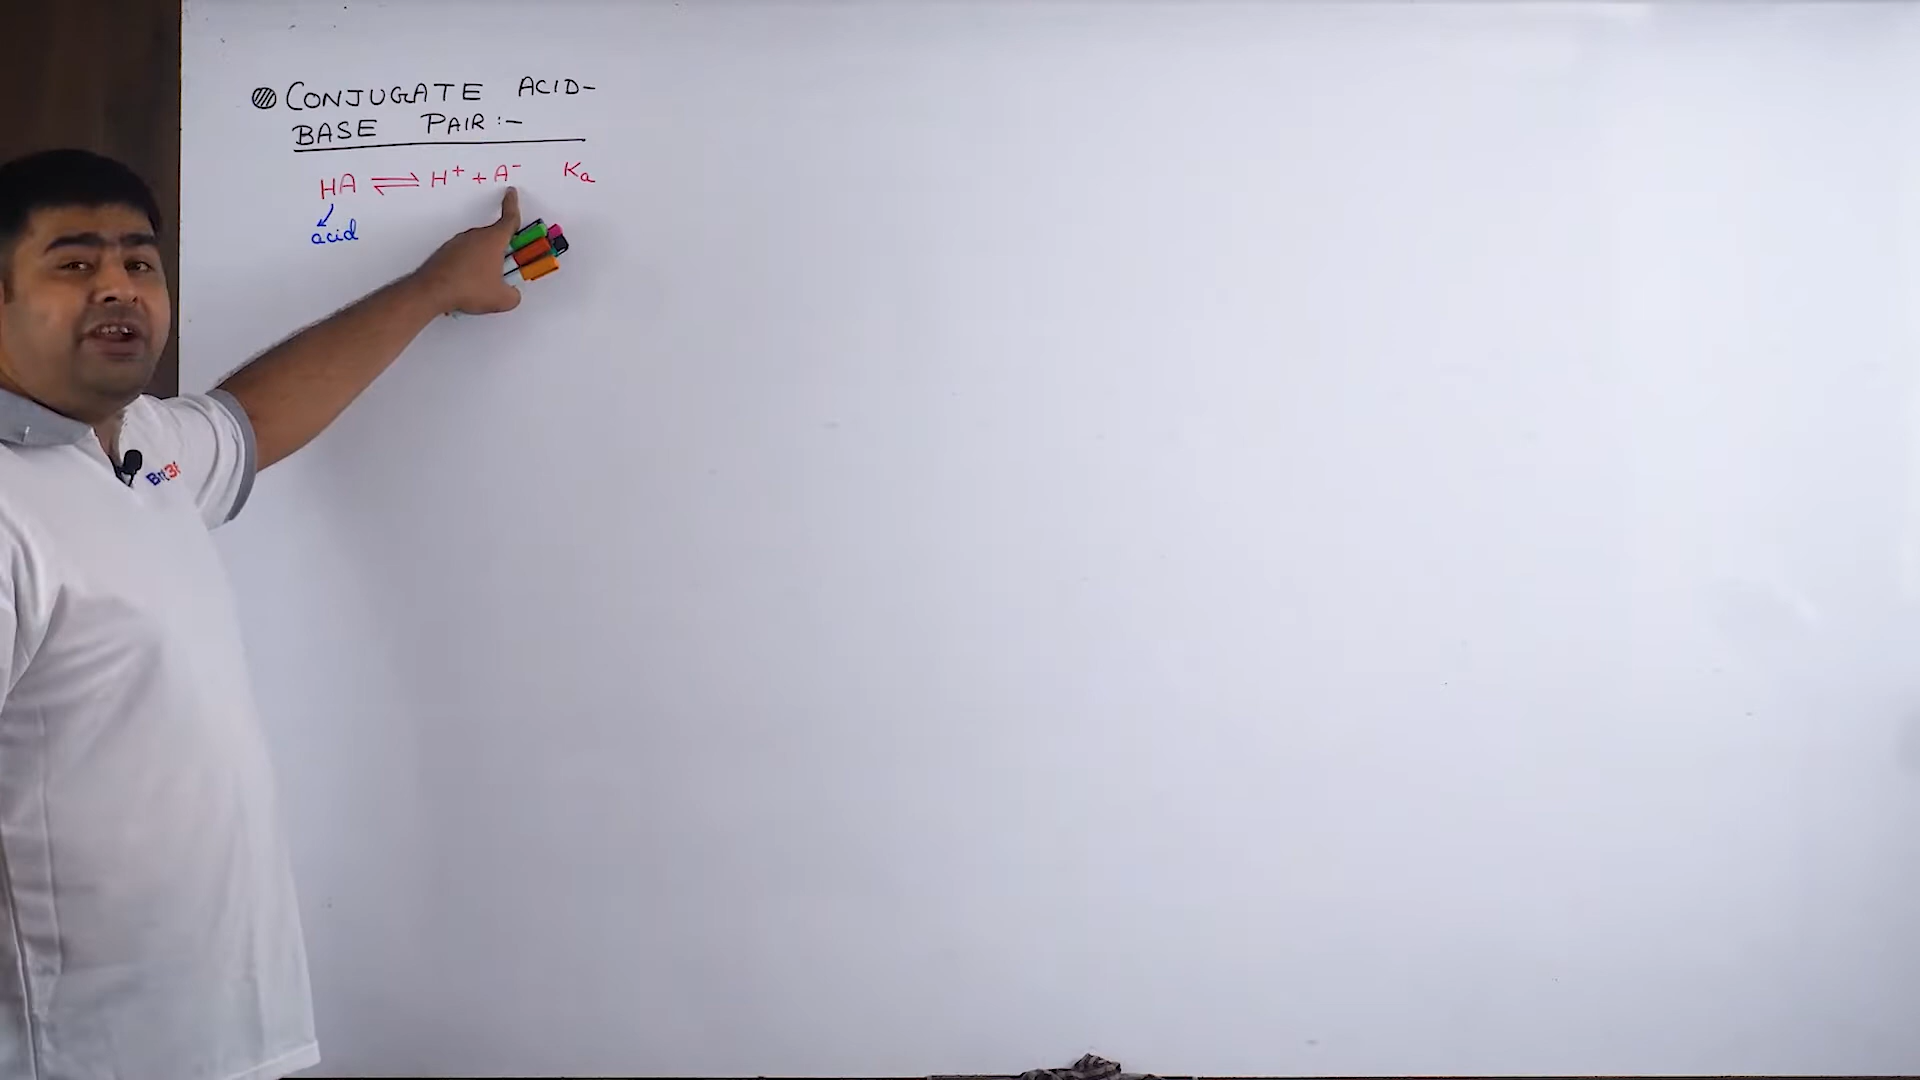 CONJUGATE ACID-
BASE PAIR :-
HA ⇌ H⁺ + A⁻ Ka
acid